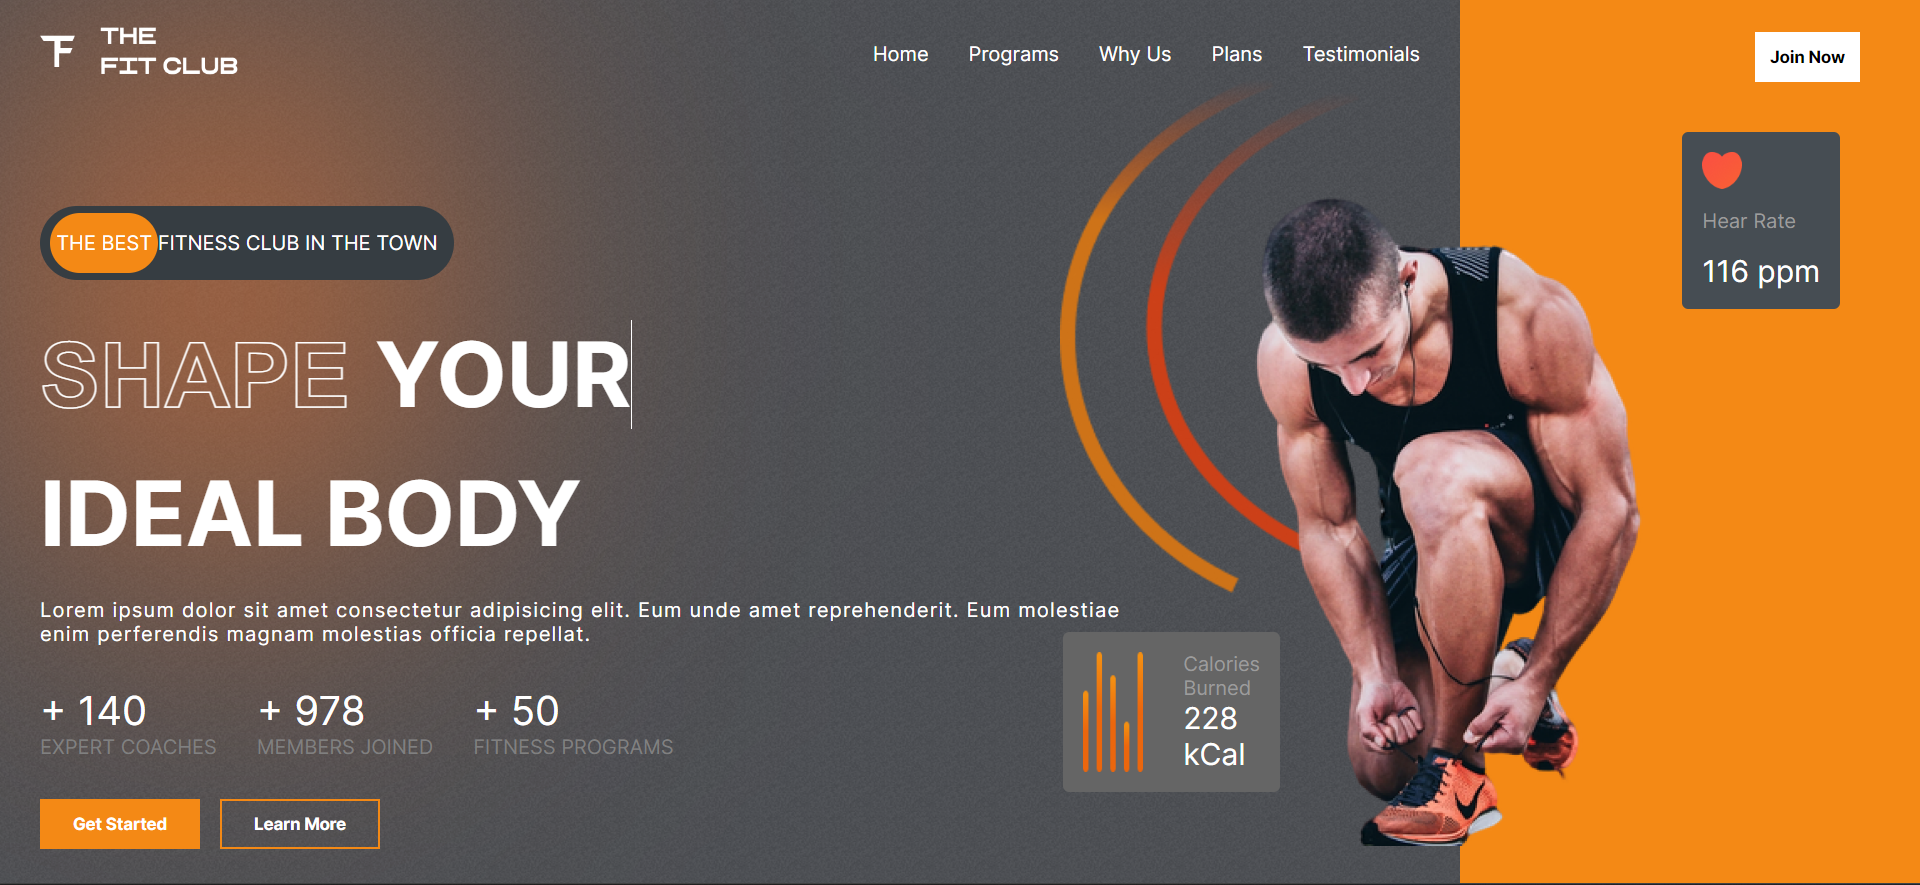 THE
FIT CLUB
Home Programs Why Us Plans Testimonials
Join Now
Hear Rate
116 ppm
THE BEST FITNESS CLUB IN THE TOWN
SHAPE YOUR
IDEAL BODY
Lorem ipsum dolor sit amet consectetur adipisicing elit. Eum unde amet reprehenderit. Eum molestiae
enim perferendis magnam molestias officia repellat.
+ 140 + 978 + 50
EXPERT COACHES MEMBERS JOINED FITNESS PROGRAMS
Calories
Burned
228
kCal
Get Started Learn More